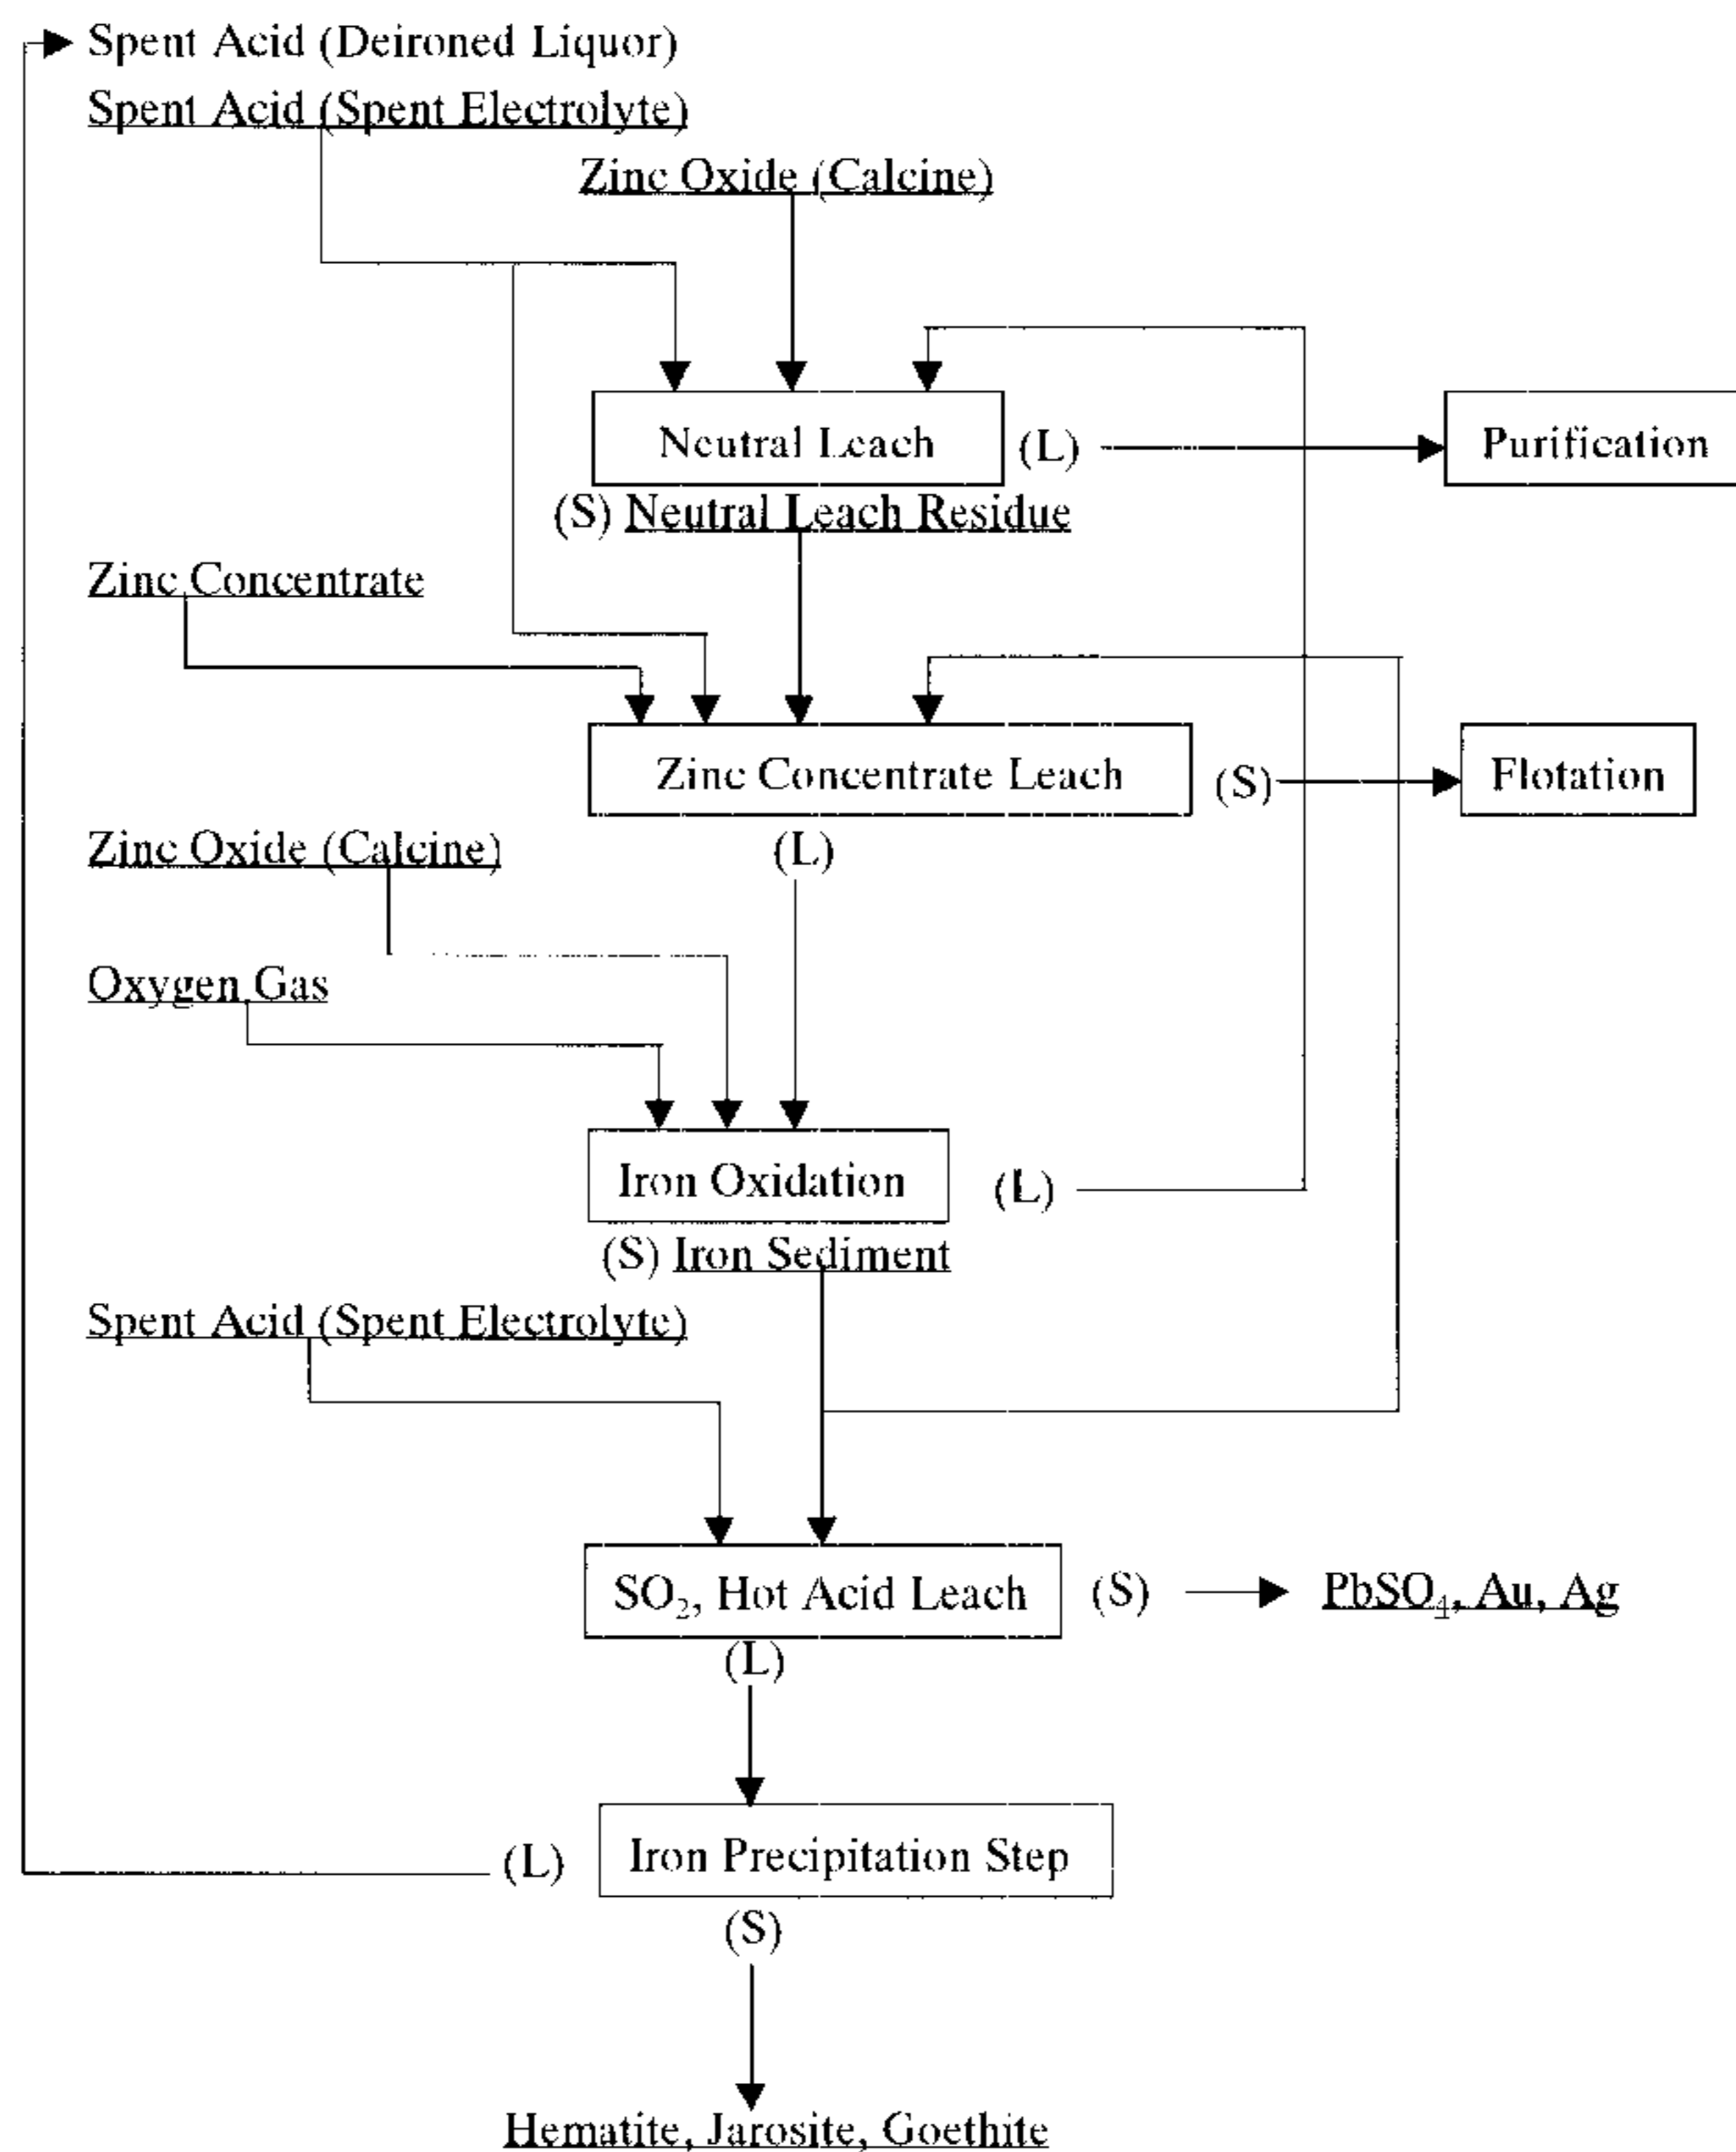 Spent Acid (Deironed Liquor)
Spent Acid (Spent Electrolyte)
Zinc Oxide (Calcine)
Neutral Leach (L) Purification
(S) Neutral Leach Residue
Zinc Concentrate
Zinc Concentrate Leach (S) Flotation
Zinc Oxide (Calcine) (L)
Oxygen Gas
Iron Oxidation (L)
(S) Iron Sediment
Spent Acid (Spent Electrolyte)
SO₂, Hot Acid Leach (S) PbSO₄, Au, Ag
(L)
(L) Iron Precipitation Step
(S)
Hematite, Jarosite, Goethite